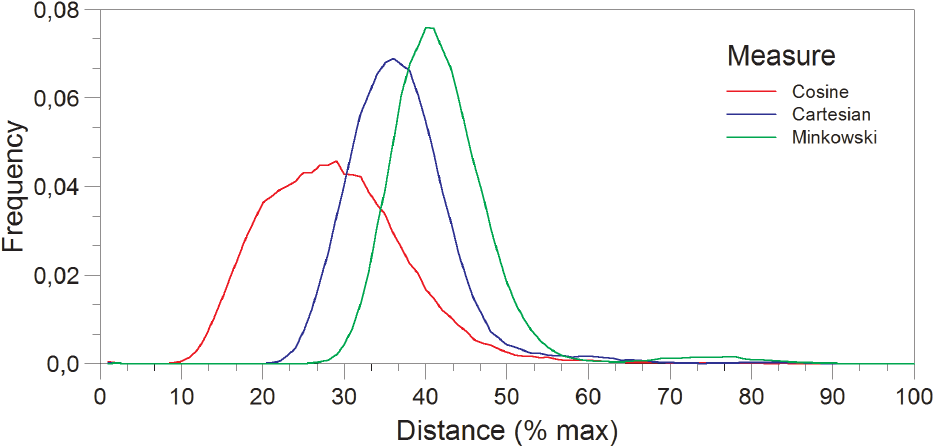 0,08
0,06
0,04
0,02
0,0
Frequency
Measure
Cosine
Cartesian
Minkowski
0 10 20 30 40 50 60 70 80 90 100
Distance (% max)